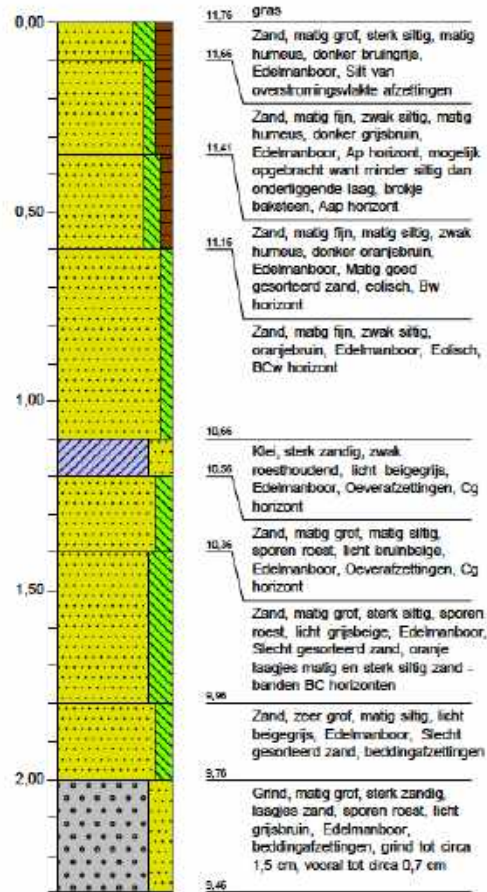 gras
0,00
11,76
Zand, matig grof, sterk siltig, matig
humeus, donker bruingrijs,
Edelmanboor, Silt van
overstromingsvlakte afzettingen
11,66
Zand, matig fijn, zwak siltig, matig
humeus, donker grijsbruin,
Edelmanboor, Ap horizont, mogelijk
opgebracht want minder siltig dan
onderliggende laag, brokje
baksteen, Aap horizont
11,41
0,50
Zand, matig fijn, matig siltig, zwak
humeus, donker oranjebruin,
Edelmanboor, Matig goed
gesorteerd zand, eolisch, Bw
horizont
11,16
Zand, matig fijn, zwak siltig,
oranjebruin, Edelmanboor, Eolisch,
BCw horizont
1,00
10,66
Klei, sterk zandig, zwak
roesthoudend, licht beigegrijs,
Edelmanboor, Oeverafzettingen, Cg
horizont
10,56
Zand, matig grof, matig siltig,
sporen roest, licht bruinbeige,
Edelmanboor, Oeverafzettingen, Cg
horizont
10,36
1,50
Zand, matig grof, sterk siltig, sporen
roest, licht grijsbeige, Edelmanboor,
Slecht gesorteerd zand, oranje
laagjes matig en sterk siltig zand -
banden BC horizonten
9,96
Zand, zeer grof, matig siltig, licht
beigegrijs, Edelmanboor, Slecht
gesorteerd zand, beddingafzettingen
2,00
9,76
Grind, matig grof, sterk zandig,
laagjes zand, sporen roest, licht
grijsbruin, Edelmanboor,
beddingafzettingen, grind tot circa
1,5 cm, vooral tot circa 0,7 cm
9,46